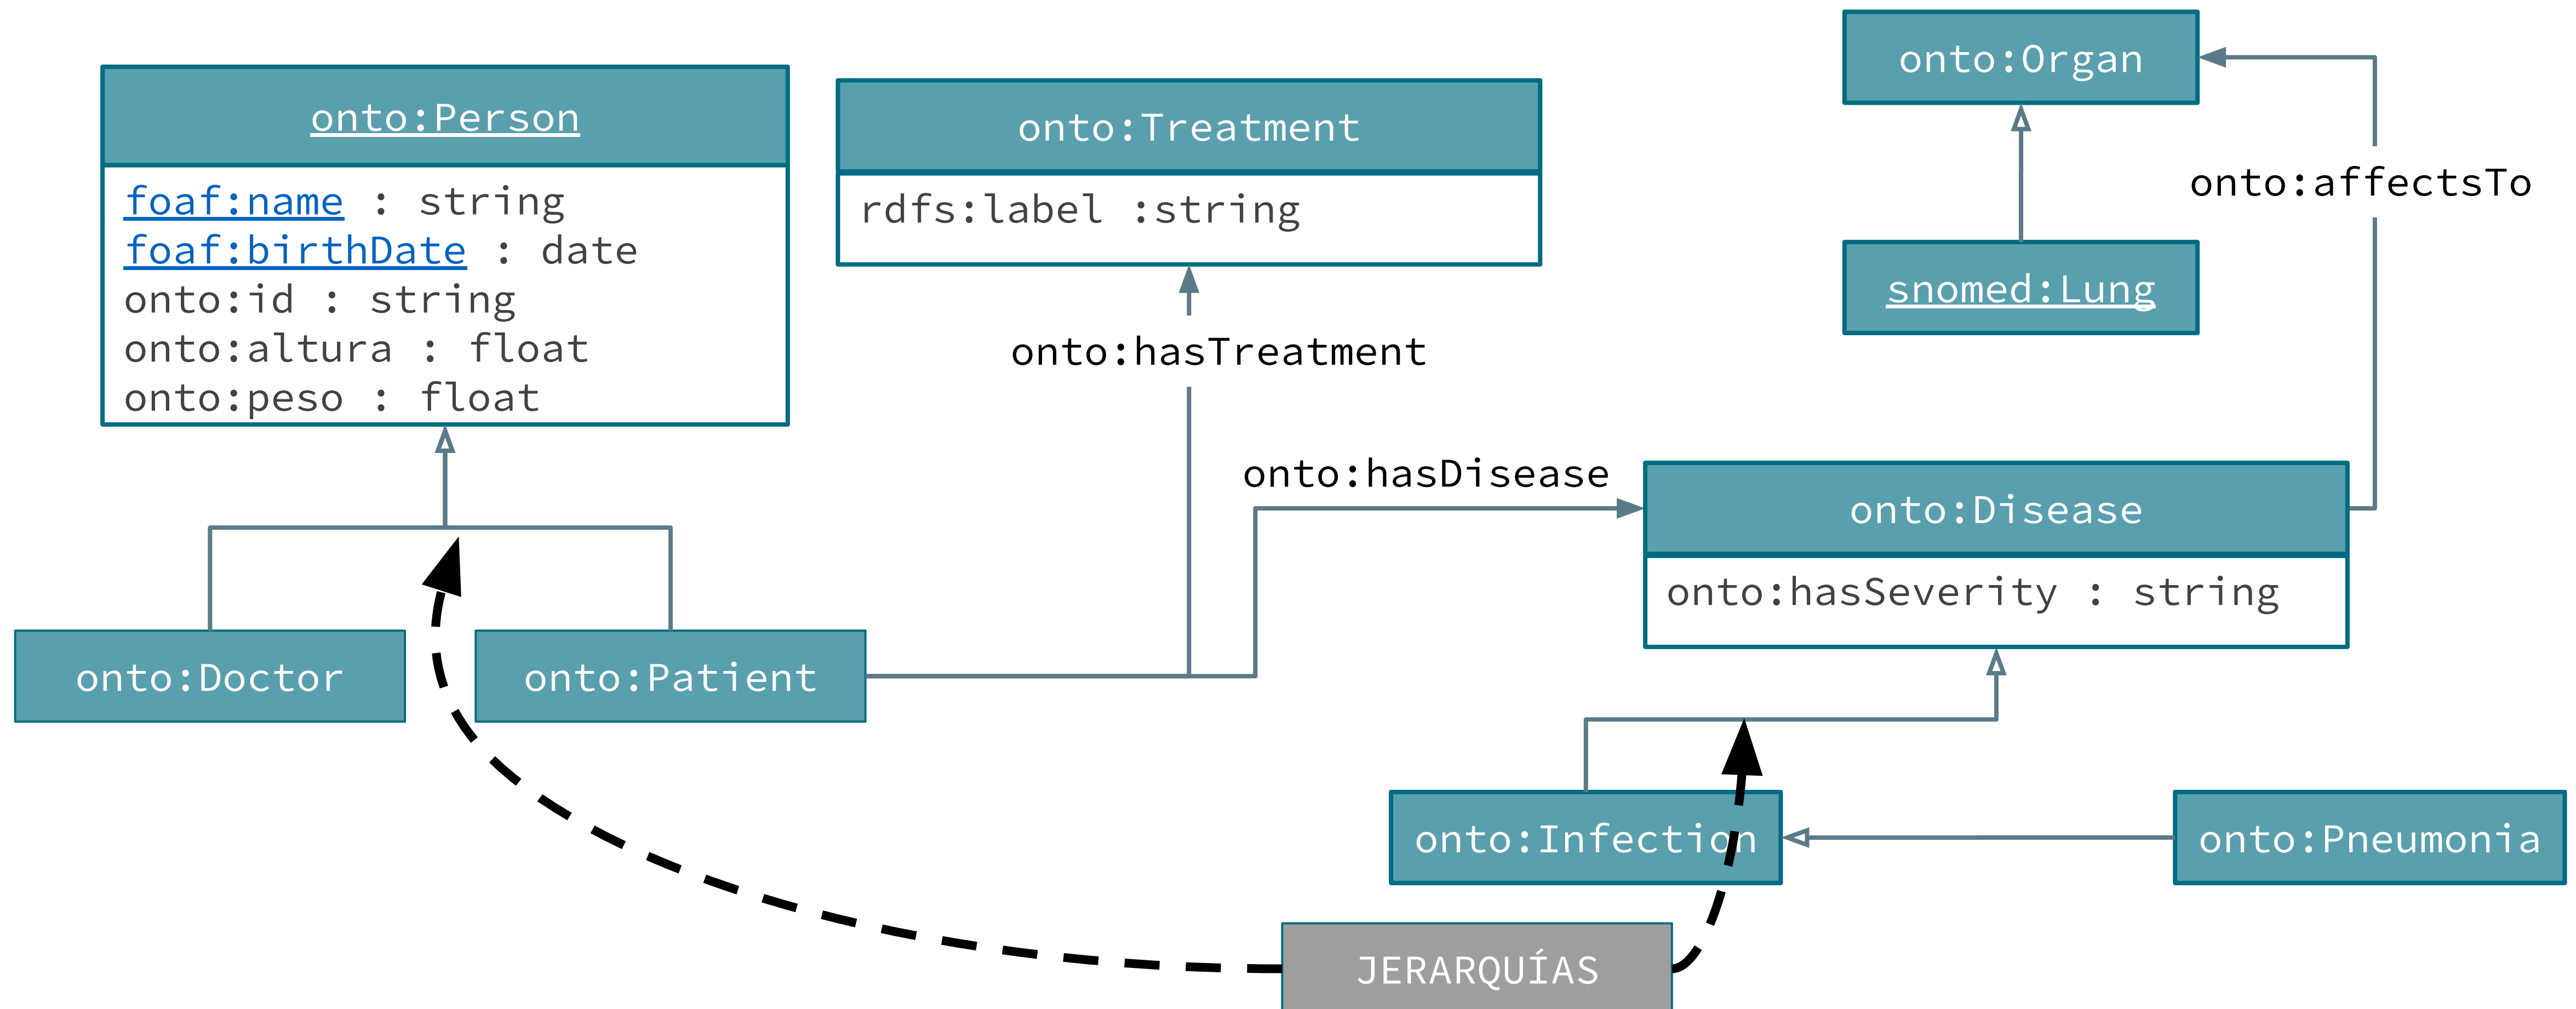 onto:Person
foaf:name : string
foaf:birthDate : date
onto:id : string
onto:altura : float
onto:peso : float
onto:Treatment
rdfs:label :string
onto:hasTreatment
onto:Organ
onto:affectsTo
snomed:Lung
onto:hasDisease
onto:Disease
onto:hasSeverity : string
onto:Doctor
onto:Patient
onto:Infection
onto:Pneumonia
JERARQUÍAS